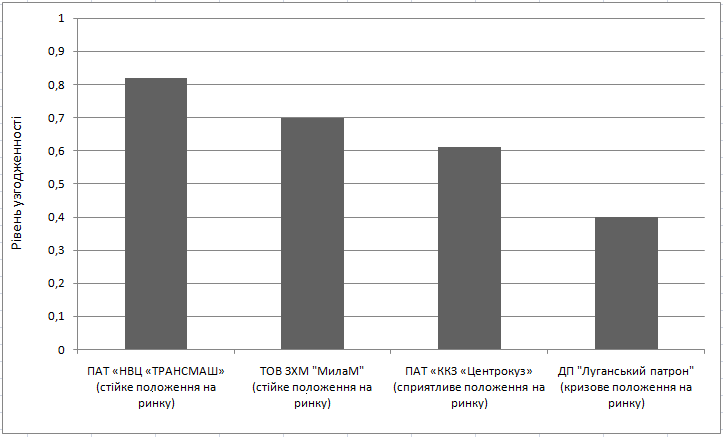 1
0,9
0,8
0,7
0,6
0,5
0,4
0,3
0,2
0,1
0
Рівень узгодженності
ПАТ «НВЦ «ТРАНСМАШ»
(стійке положення на
ринку)
ТОВ ЗХМ "МилаМ"
(стійке положення на
ринку)
ПАТ «ККЗ «Центрокуз»
(сприятливе положення на
ринку)
ДП "Луганський патрон"
(кризове положення на
ринку)